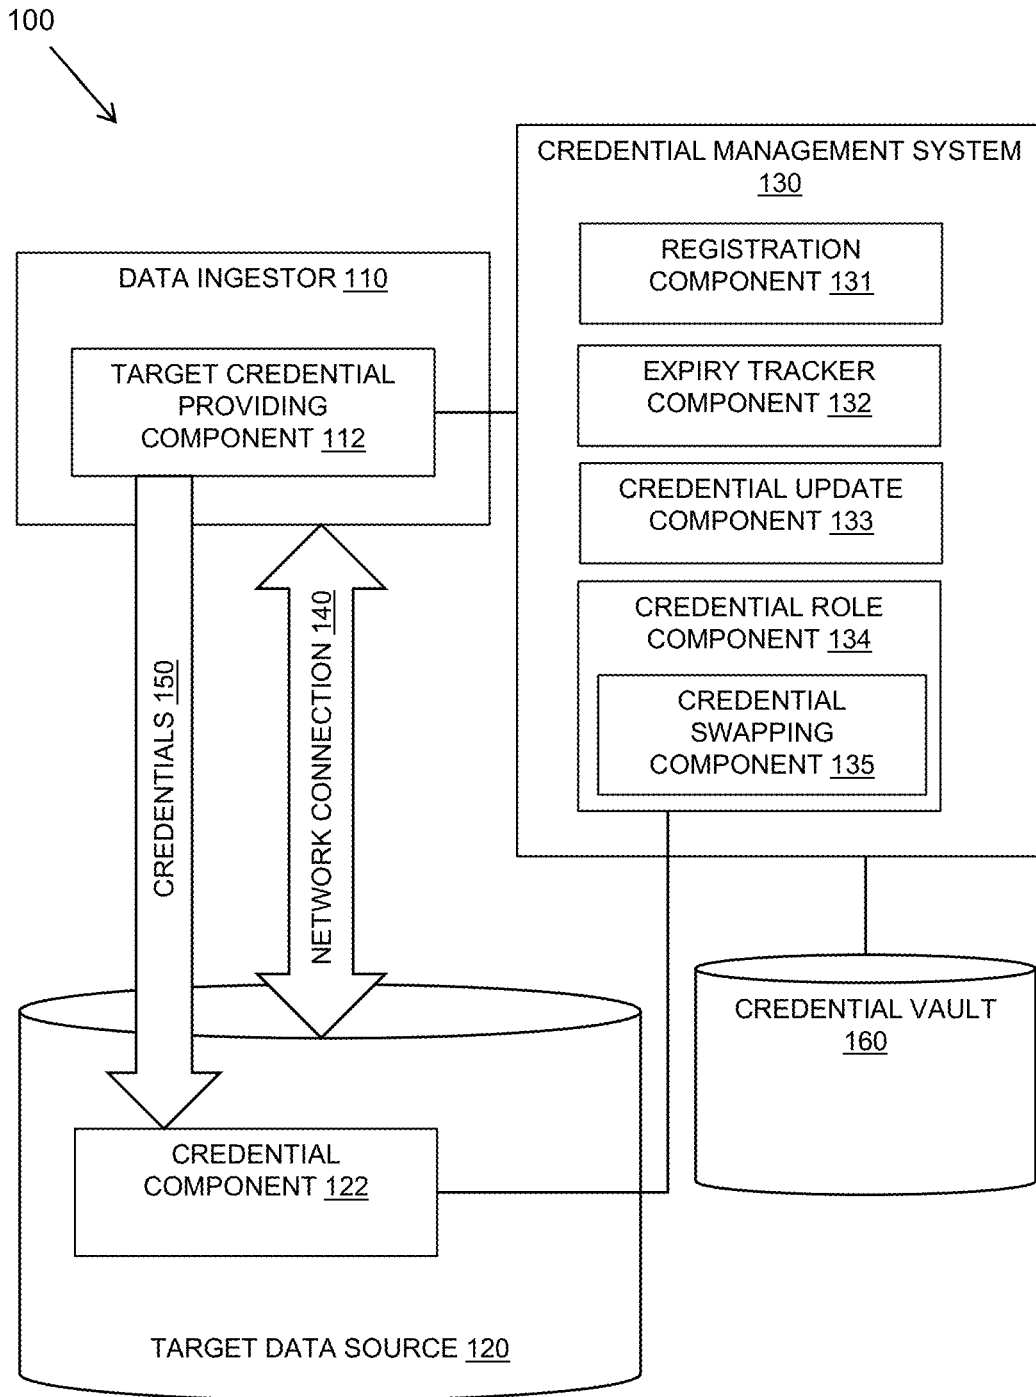 100
CREDENTIAL MANAGEMENT SYSTEM
130
REGISTRATION
COMPONENT 131
EXPIRY TRACKER
COMPONENT 132
CREDENTIAL UPDATE
COMPONENT 133
CREDENTIAL ROLE
COMPONENT 134
CREDENTIAL
SWAPPING
COMPONENT 135
DATA INGESTOR 110
TARGET CREDENTIAL
PROVIDING
COMPONENT 112
CREDENTIALS 150
NETWORK CONNECTION 140
CREDENTIAL VAULT
160
CREDENTIAL
COMPONENT 122
TARGET DATA SOURCE 120